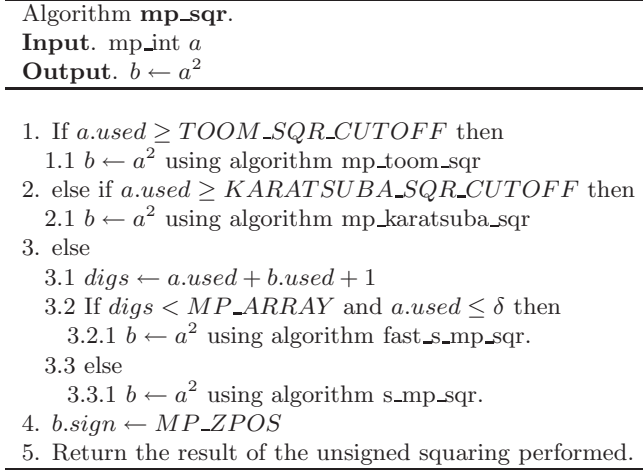 Algorithm mp_sqr.
Input. mp_int a
Output. b ← a²
1. If a.used ≥ TOOM_SQR_CUTOFF then
1.1 b ← a² using algorithm mp_toom_sqr
2. else if a.used ≥ KARATSUBA_SQR_CUTOFF then
2.1 b ← a² using algorithm mp_karatsuba_sqr
3. else
3.1 digs ← a.used + b.used + 1
3.2 If digs < MP_ARRAY and a.used ≤ δ then
3.2.1 b ← a² using algorithm fast_s_mp_sqr.
3.3 else
3.3.1 b ← a² using algorithm s_mp_sqr.
4. b.sign ← MP_ZPOS
5. Return the result of the unsigned squaring performed.